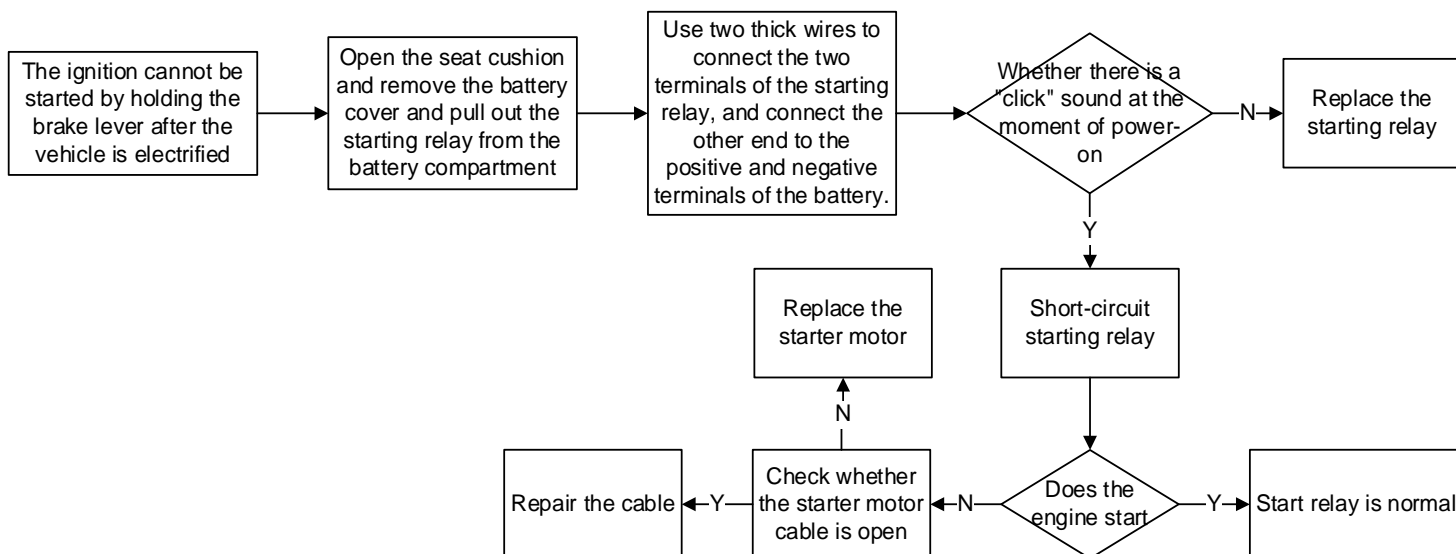 The ignition cannot be
started by holding the
brake lever after the
vehicle is electrified
Open the seat cushion
and remove the battery
cover and pull out the
starting relay from the
battery compartment
Use two thick wires to
connect the two
terminals of the starting
relay, and connect the
other end to the
positive and negative
terminals of the battery.
Whether there is a
"click" sound at the
moment of power-
on
N
Replace the
starting relay
Y
Replace the
starter motor
Short-circuit
starting relay
N
Repair the cable
Y
Check whether
the starter motor
cable is open
N
Does the
engine start
Y
Start relay is normal